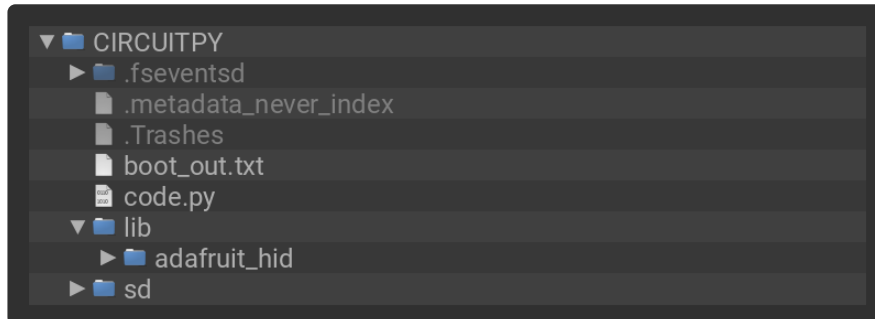 CIRCUITPY
.fseventsd
.metadata_never_index
.Trashes
boot_out.txt
code.py
lib
adafruit_hid
sd